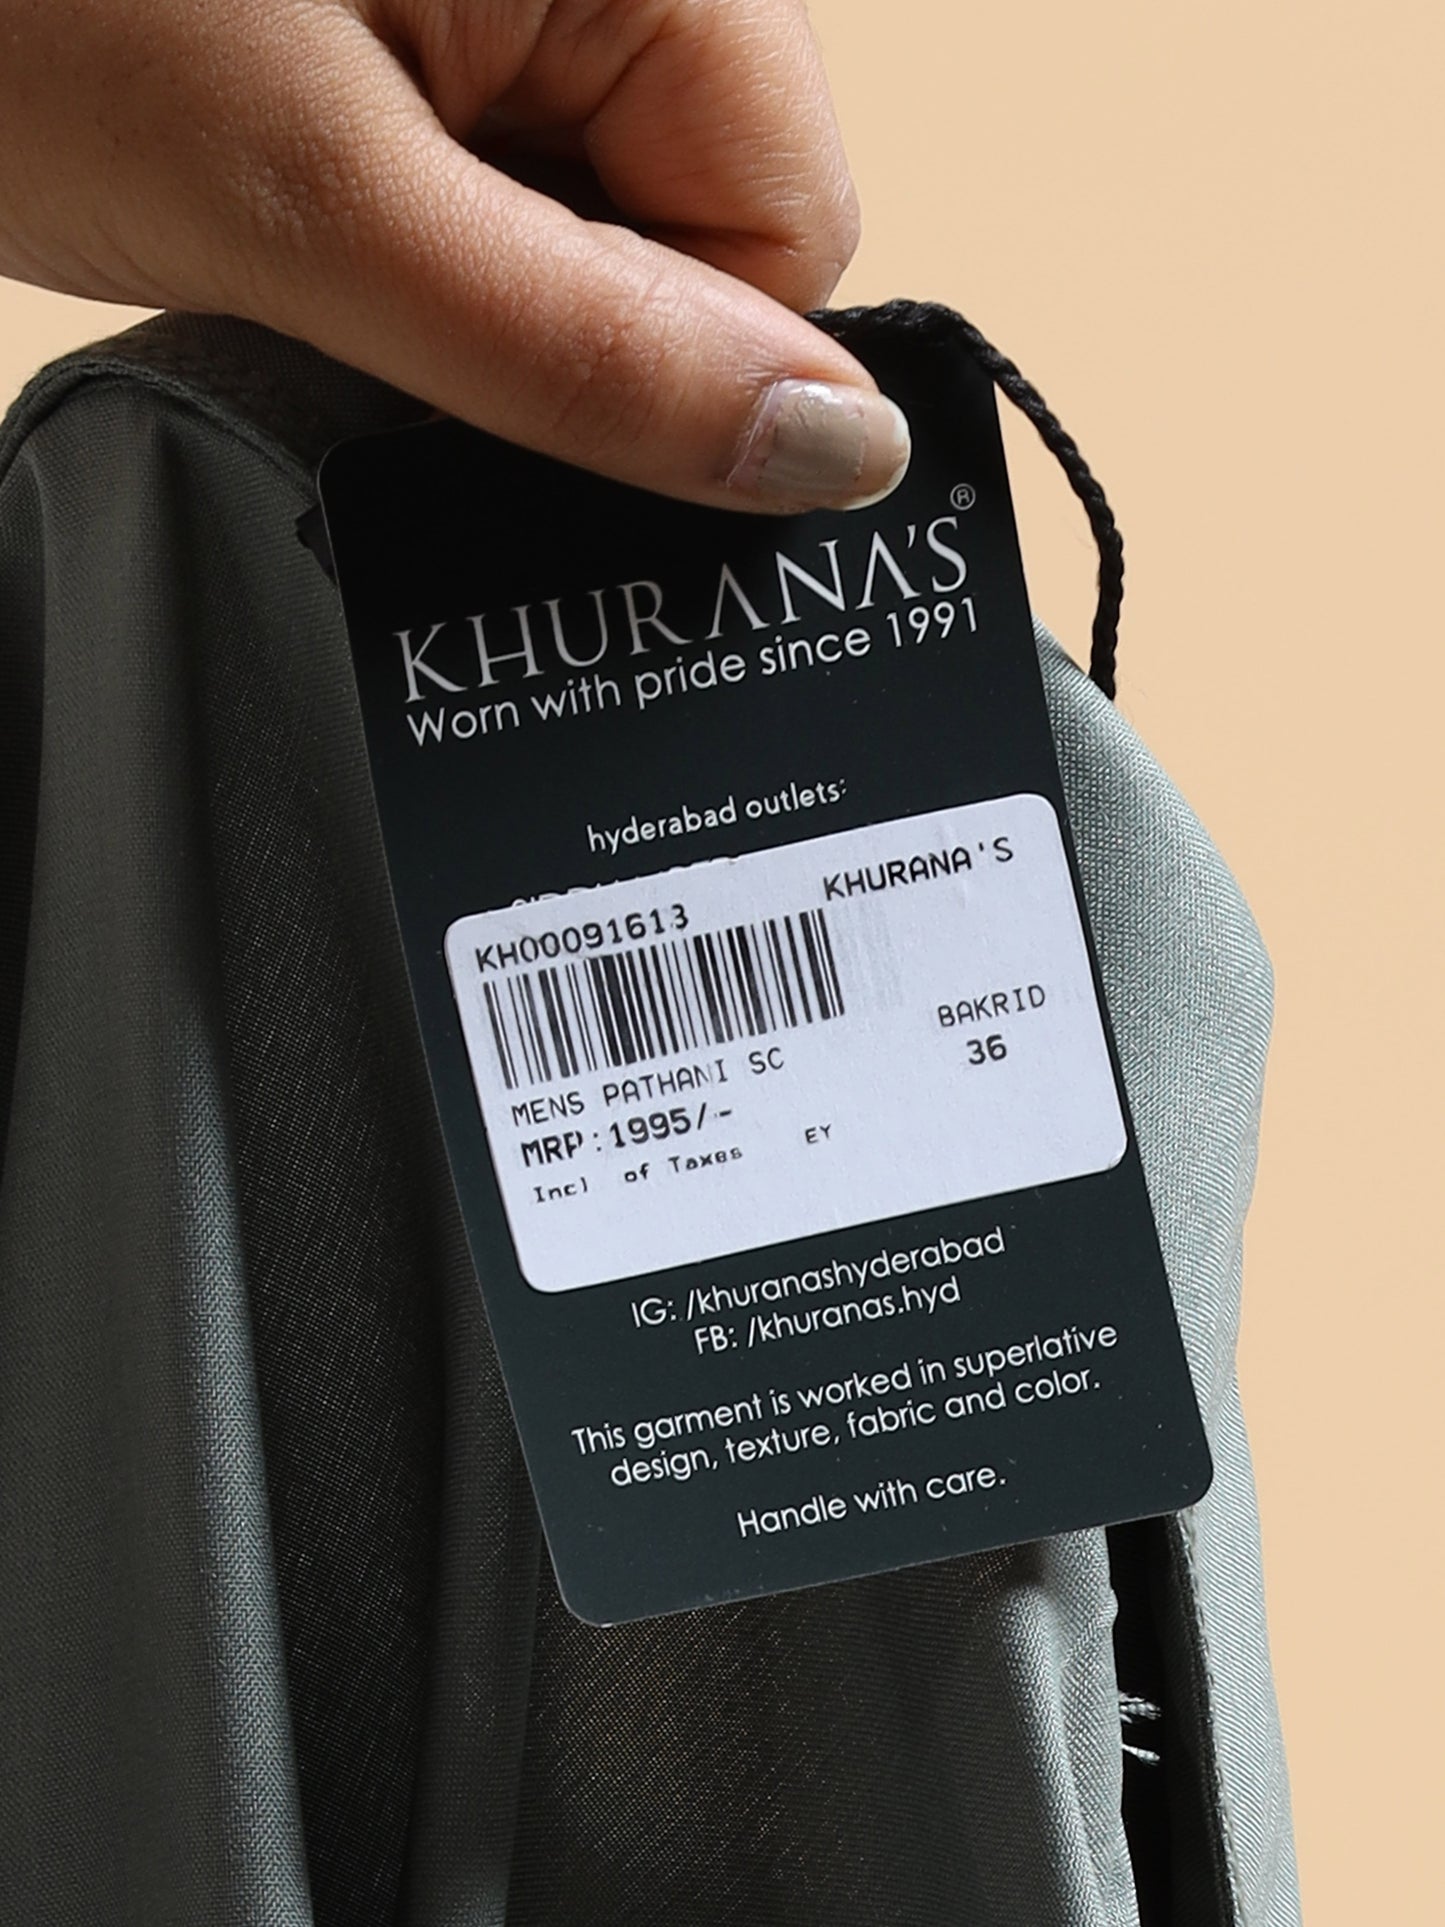 KHURANA'S®
Worn with pride since 1991
hyderabad outlets:
KHURANA'S
KH00091613
BAKRID
36
MENS PATHANI SC
MRP:1995/-
Incl of Taxes EY
IG: /khuranashyderabad
FB: /khuranas.hyd
This garment is worked in superlative
design, texture, fabric and color.
Handle with care.